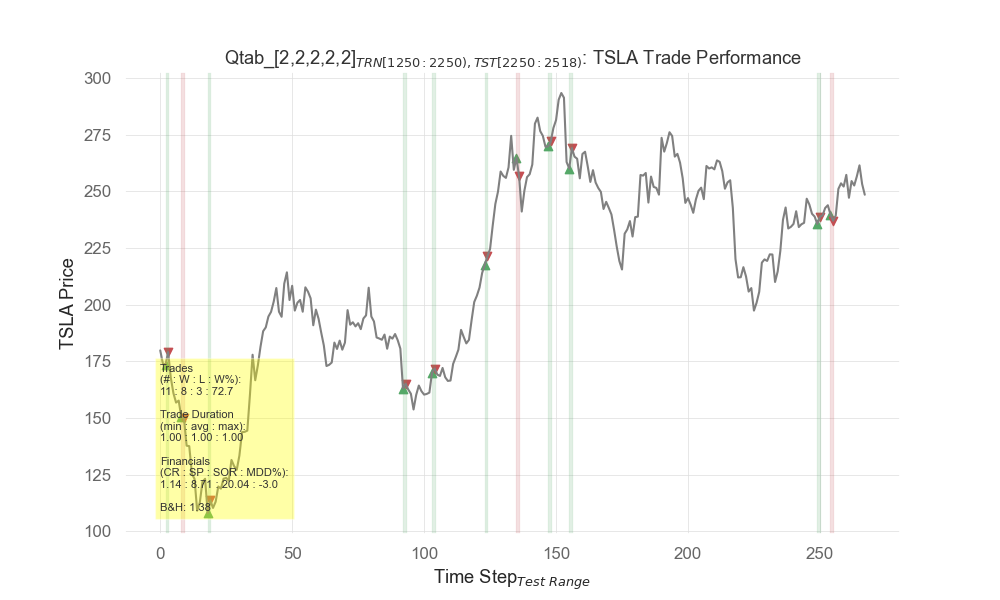 Qtab_[2,2,2,2,2]TRN[1250:2250),TST[2250:2518): TSLA Trade Performance
300
275
250
225
200
175
150
125
100
TSLA Price
Trades
(# : W : L : W%):
11 : 8 : 3 : 72.7
Trade Duration
(min : avg : max):
1.00 : 1.00 : 1.00
Financials
(CR : SP : SOR : MDD%):
1.14 : 8.71 : 20.04 : -3.0
B&H: 1.38
0 50 100 150 200 250
Time StepTest Range